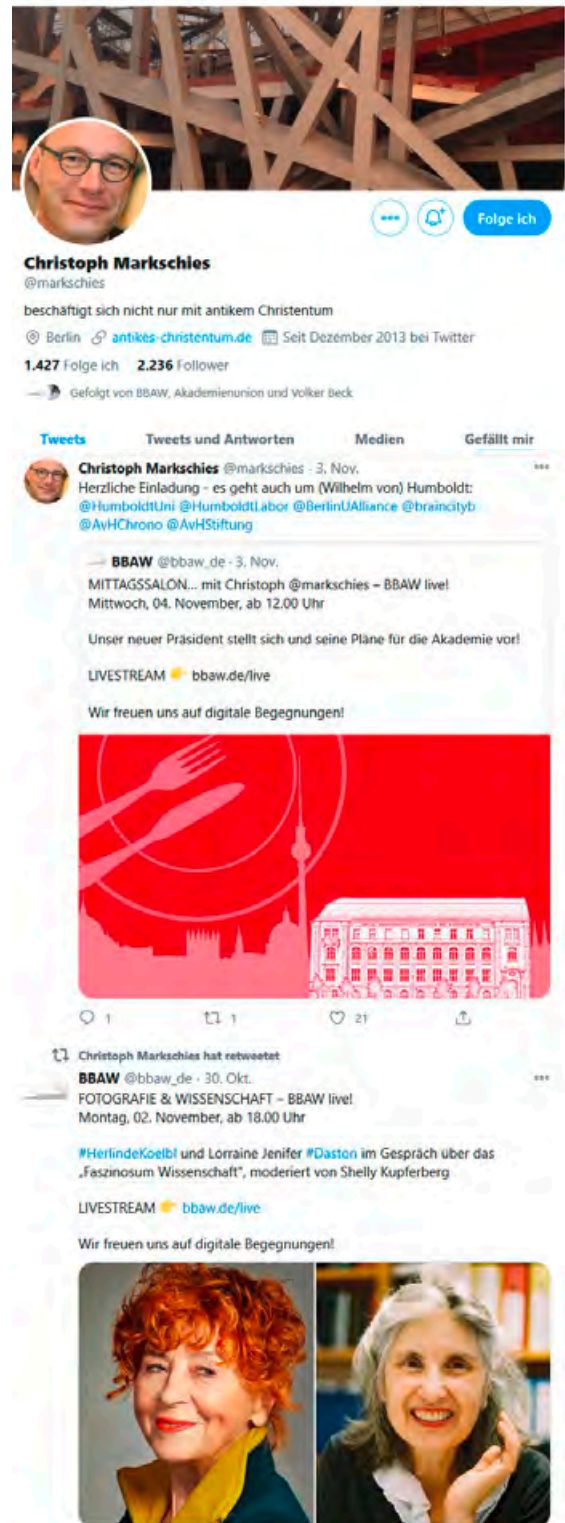 Folge ich
Christoph Markschies
@markschies
beschäftigt sich nicht nur mit antikem Christentum
Berlin antikes-christentum.de Seit Dezember 2013 bei Twitter
1.427 Folge ich 2.236 Follower
Gefolgt von BBAW, Akademienunion und Volker Beck
Tweets Tweets und Antworten Medien Gefällt mir
Christoph Markschies @markschies · 3. Nov.
Herzliche Einladung - es geht auch um (Wilhelm von) Humboldt:
@HumboldtUni @HumboldtLabor @BerlinUAlliance @braincityb
@AvHChrono @AvHStiftung
BBAW @bbaw_de · 3. Nov.
MITTAGSSALON... mit Christoph @markschies – BBAW live!
Mittwoch, 04. November, ab 12.00 Uhr
Unser neuer Präsident stellt sich und seine Pläne für die Akademie vor!
LIVESTREAM 👉 bbaw.de/live
Wir freuen uns auf digitale Begegnungen!
1 1 21
Christoph Markschies hat retweetet
BBAW @bbaw_de · 30. Okt.
FOTOGRAFIE & WISSENSCHAFT – BBAW live!
Montag, 02. November, ab 18.00 Uhr
#HerlindeKoelbl und Lorraine Jenifer #Daston im Gespräch über das
„Faszinosum Wissenschaft", moderiert von Shelly Kupferberg
LIVESTREAM 👉 bbaw.de/live
Wir freuen uns auf digitale Begegnungen!